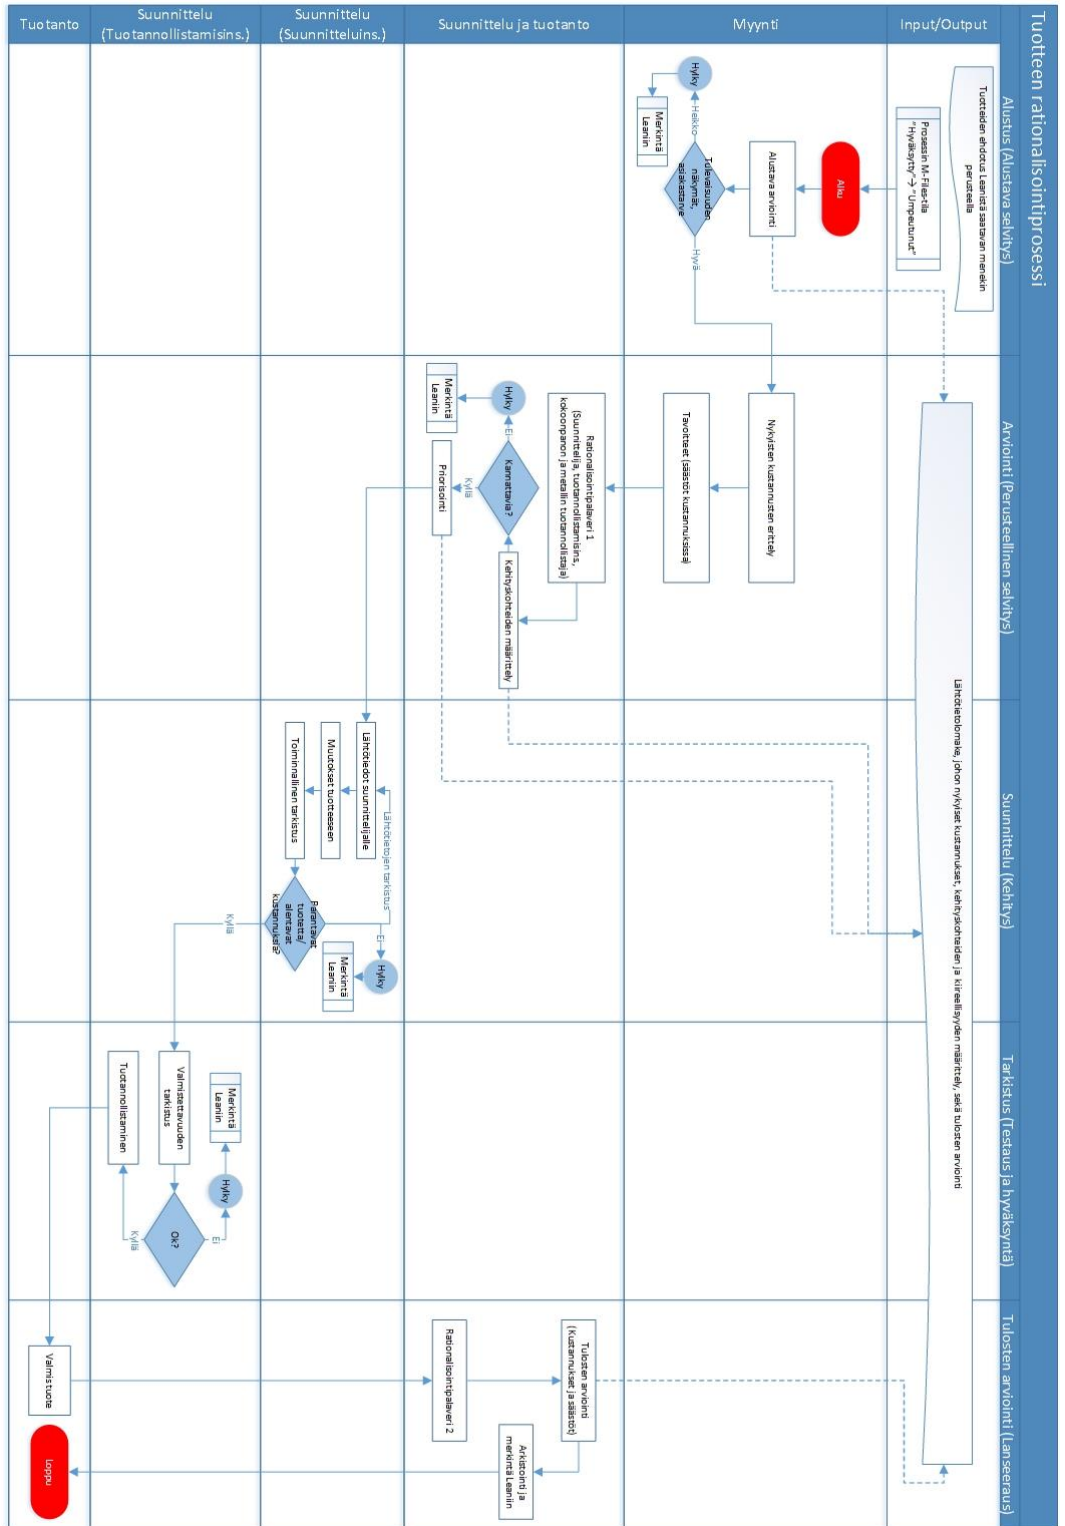 Tuotteen rationalisointiprosessi
Alustus (Alustava selvitys)
Arviointi (Perusteellinen selvitys)
Suunnittelu (Kehitys)
Tarkistus (Testaus ja hyväksyntä)
Tulosten arviointi (Lanseeraus)
Input/Output
Tuotteiden ehdotus Leanistä saatavan menekin
perusteella
Prosessin M-Files-tila
"Hyväksytty"→ "Umpeutunut"
Lähtötietolomake, johon nykyiset kustannukset, kehityskohteiden ja kiireellisyyden määrittely, sekä tulosten arviointi
Myynti
Alku
Alustava arviointi
Tulevaisuuden
näkymät,
asiakastarve
Heikko
Hyvä
Hylky
Merkintä
Leaniin
Nykyisten kustannusten erittely
Tavoitteet (säästöt kustannuksissa)
Suunnittelu ja tuotanto
Rationalisointipalaveri 1
(Suunnittelija, tuotannollistamisins,
kokoonpanon ja metallin tuotannollistaja)
Kehityskohteiden määrittely
Kannattavia?
Ei
Kyllä
Hylky
Merkintä
Leaniin
Priorisointi
Tulosten arviointi
(Kustannukset ja säästöt)
Arkistointi ja
merkintä Leaniin
Rationalisointipalaveri 2
Suunnittelu
(Suunnitteluins.)
Lähtötiedot suunnittelijalle
Lähtötietojen tarkistus
Muutokset tuotteeseen
Toiminnallinen tarkistus
Parantavat
tuotetta/
alentavat
kustannuksia?
Ei
Kyllä
Hylky
Merkintä
Leaniin
Suunnittelu
(Tuotannollistamisins.)
Valmistettavuuden
tarkistus
Ok?
Ei
Kyllä
Hylky
Merkintä
Leaniin
Tuotannollistaminen
Tuotanto
Valmis tuote
Loppu